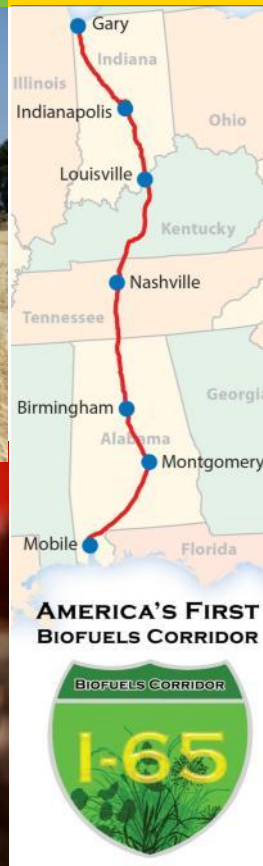 Gary
Indiana
Illinois
Indianapolis
Ohio
Louisville
Kentucky
Nashville
Tennessee
Birmingham
Georgia
Alabama
Montgomery
Mobile
Florida
AMERICA'S FIRST
BIOFUELS CORRIDOR
BIOFUELS CORRIDOR
I-65